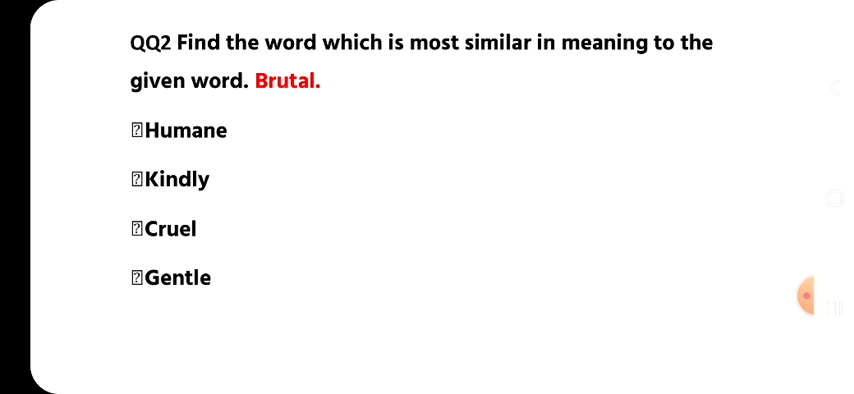 QQ2 Find the word which is most similar in meaning to the
given word. Brutal.
�Humane
�Kindly
�Cruel
�Gentle